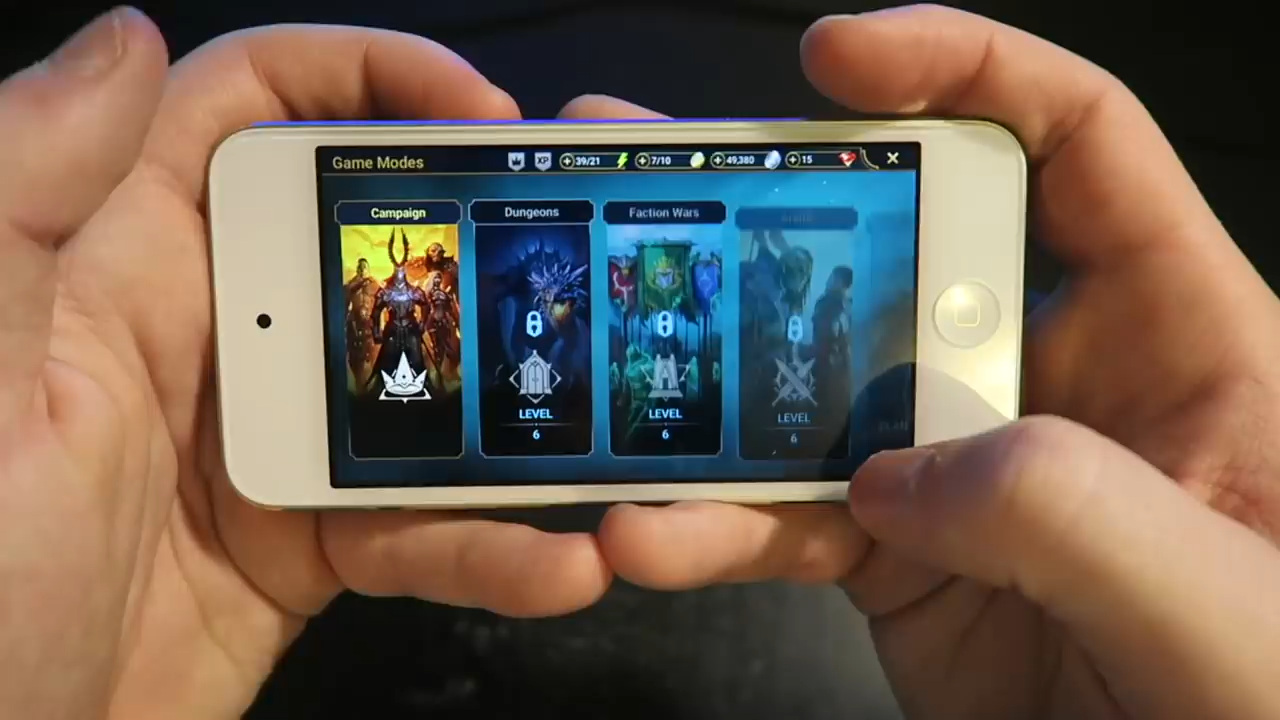 Game Modes
XP
39/21
7/10
49,380
15
Campaign
Dungeons
Faction Wars
Arena
LEVEL
6
LEVEL
6
LEVEL
6